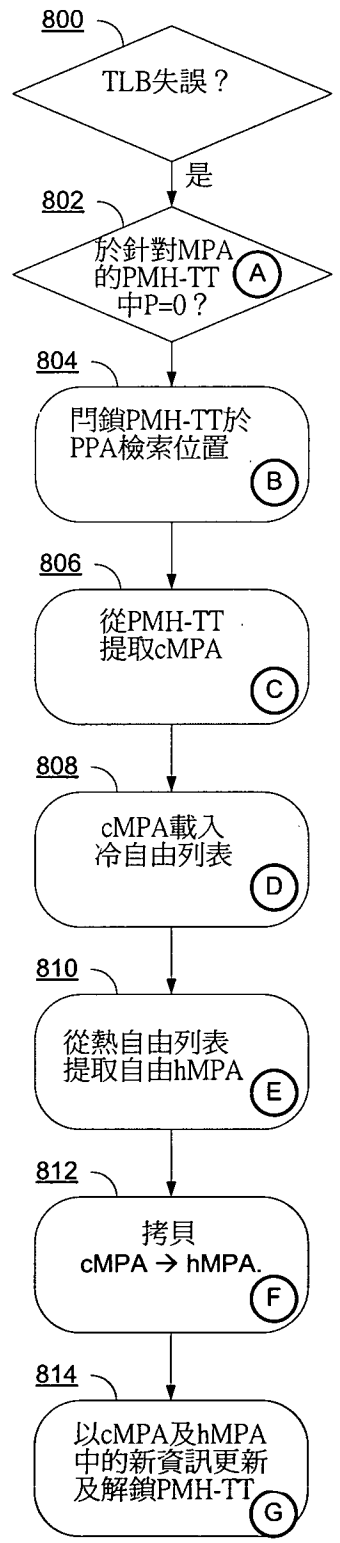 800
TLB失誤？
是
802
於針對MPA
的PMH-TT
中P=0？
A
804
閂鎖PMH-TT於
PPA檢索位置
B
806
從PMH-TT
提取cMPA
C
808
cMPA載入
冷自由列表
D
810
從熱自由列表
提取自由hMPA
E
812
拷貝
cMPA → hMPA.
F
814
以cMPA及hMPA
中的新資訊更新
及解鎖PMH-TT
G